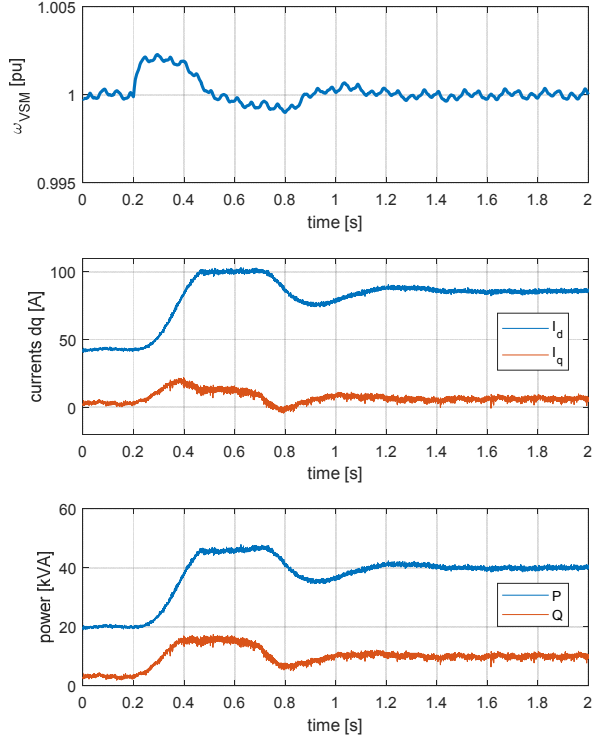 1.005
1
0.995
ω_VSM [pu]
0 0.2 0.4 0.6 0.8 1 1.2 1.4 1.6 1.8 2
time [s]
100
50
0
currents dq [A]
I_d
I_q
0 0.2 0.4 0.6 0.8 1 1.2 1.4 1.6 1.8 2
time [s]
60
40
20
0
power [kVA]
P
Q
0 0.2 0.4 0.6 0.8 1 1.2 1.4 1.6 1.8 2
time [s]